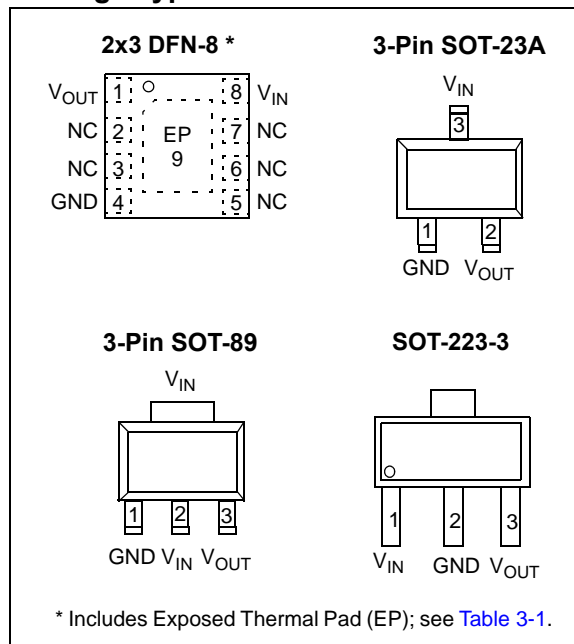 2x3 DFN-8 *
VOUT 1 8 VIN
NC 2 EP 7 NC
NC 3 9 6 NC
GND 4 5 NC
3-Pin SOT-23A
VIN
3
1 2
GND VOUT
3-Pin SOT-89
VIN
1 2 3
GND VIN VOUT
SOT-223-3
1 2 3
VIN GND VOUT
* Includes Exposed Thermal Pad (EP); see Table 3-1.